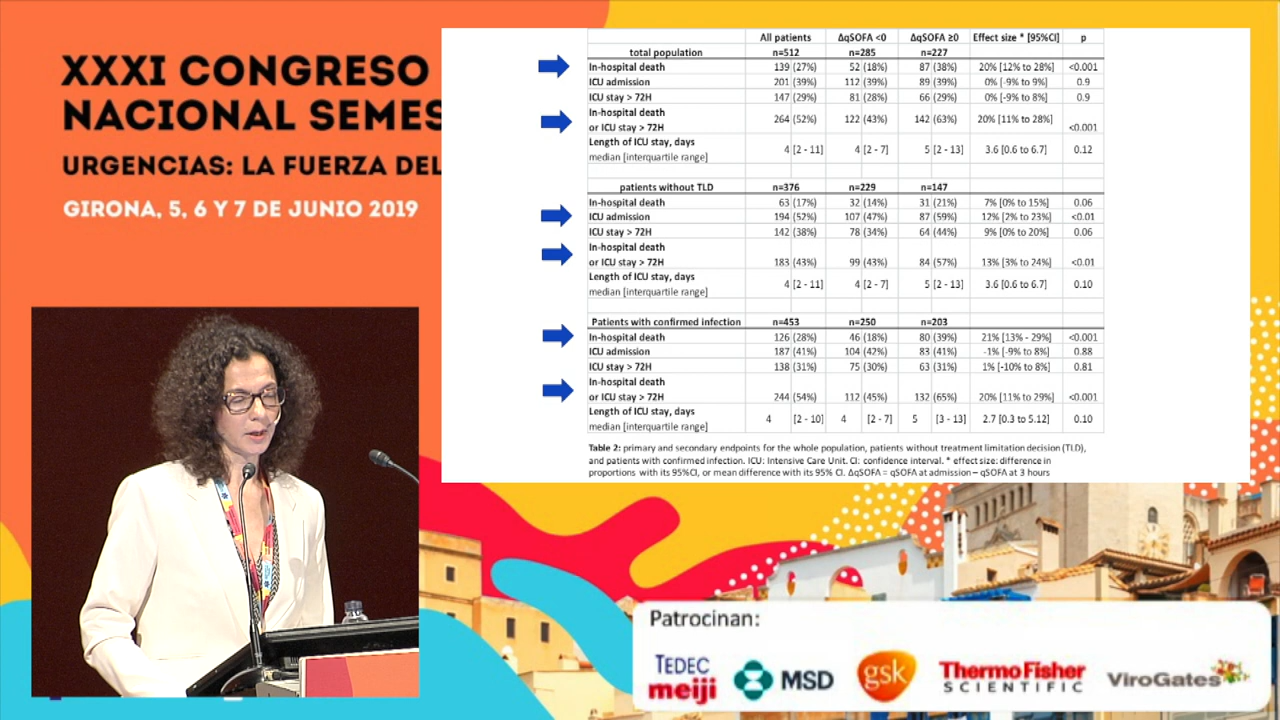 XXXI CONGRESO
NACIONAL SEMES
URGENCIAS: LA FUERZA DEL
GIRONA, 5, 6 Y 7 DE JUNIO 2019
All patients ΔqSOFA <0 ΔqSOFA ≥0 Effect size * [95%CI] p
total population n=512 n=285 n=227
In-hospital death 139 (27%) 52 (18%) 87 (38%) 20% [12% to 28%] <0.001
ICU admission 201 (39%) 112 (39%) 89 (39%) 0% [-9% to 9%] 0.9
ICU stay > 72H 147 (29%) 81 (28%) 66 (29%) 0% [-9% to 8%] 0.9
In-hospital death
or ICU stay > 72H 264 (52%) 122 (43%) 142 (63%) 20% [11% to 28%] <0.001
Length of ICU stay, days
median [interquartile range] 4 [2 - 11] 4 [2 - 7] 5 [2 - 13] 3.6 [0.6 to 6.7] 0.12
patients without TLD n=376 n=229 n=147
In-hospital death 63 (17%) 32 (14%) 31 (21%) 7% [0% to 15%] 0.06
ICU admission 194 (52%) 107 (47%) 87 (59%) 12% [2% to 23%] <0.01
ICU stay > 72H 142 (38%) 78 (34%) 64 (44%) 9% [0% to 20%] 0.06
In-hospital death
or ICU stay > 72H 183 (43%) 99 (43%) 84 (57%) 13% [3% to 24%] <0.01
Length of ICU stay, days
median [interquartile range] 4 [2 - 11] 4 [2 - 7] 5 [2 - 13] 3.6 [0.6 to 6.7] 0.10
Patients with confirmed infection n=453 n=250 n=203
In-hospital death 126 (28%) 46 (18%) 80 (39%) 21% [13% - 29%] <0.001
ICU admission 187 (41%) 104 (42%) 83 (41%) -1% [-9% to 8%] 0.88
ICU stay > 72H 138 (31%) 75 (30%) 63 (31%) 1% [-10% to 8%] 0.81
In-hospital death
or ICU stay > 72H 244 (54%) 112 (45%) 132 (65%) 20% [11% to 29%] <0.001
Length of ICU stay, days
median [interquartile range] 4 [2 - 10] 4 [2 - 7] 5 [3 - 13] 2.7 [0.3 to 5.12] 0.10
Table 2: primary and secondary endpoints for the whole population, patients without treatment limitation decision (TLD),
and patients with confirmed infection. ICU: Intensive Care Unit. CI: confidence interval. * effect size: difference in
proportions with its 95%CI, or mean difference with its 95% CI. ΔqSOFA = qSOFA at admission – qSOFA at 3 hours
Patrocinan:
TEDEC
meiji
MSD
gsk
ThermoFisher
SCIENTIFIC
ViroGates